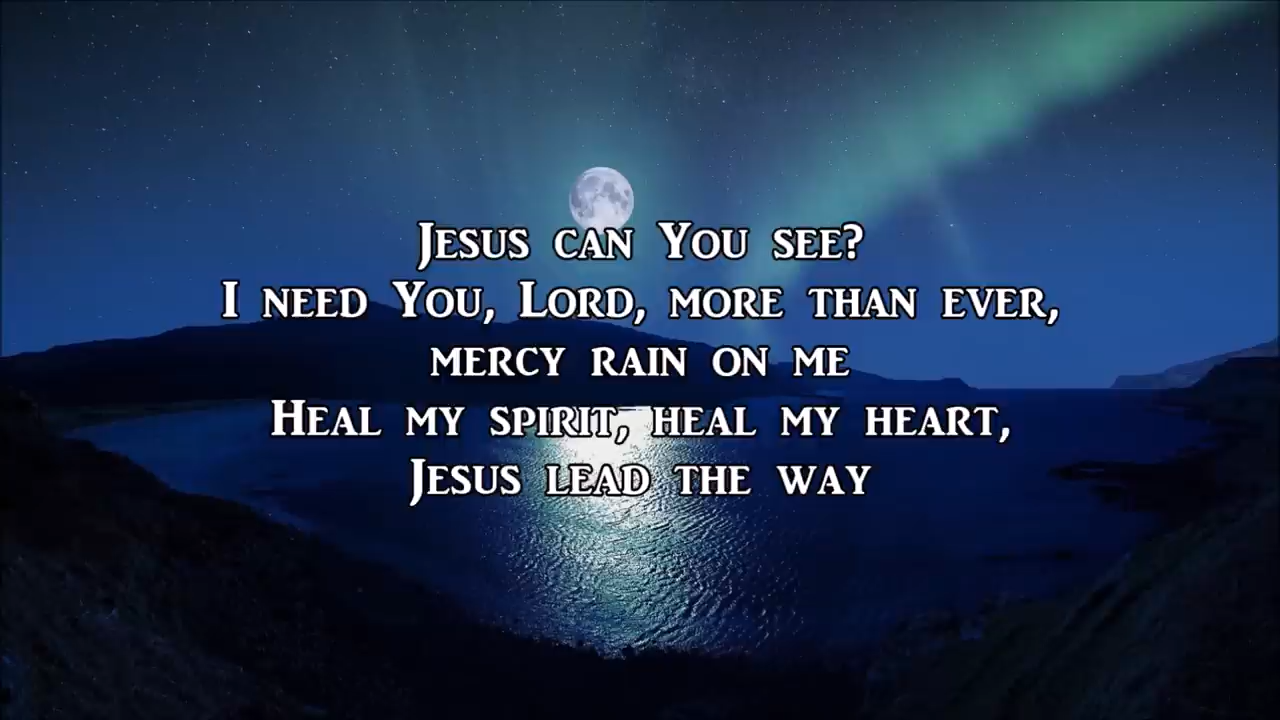 Jesus can You see?
I need You, Lord, more than ever,
mercy rain on me
Heal my spirit, heal my heart,
Jesus lead the way